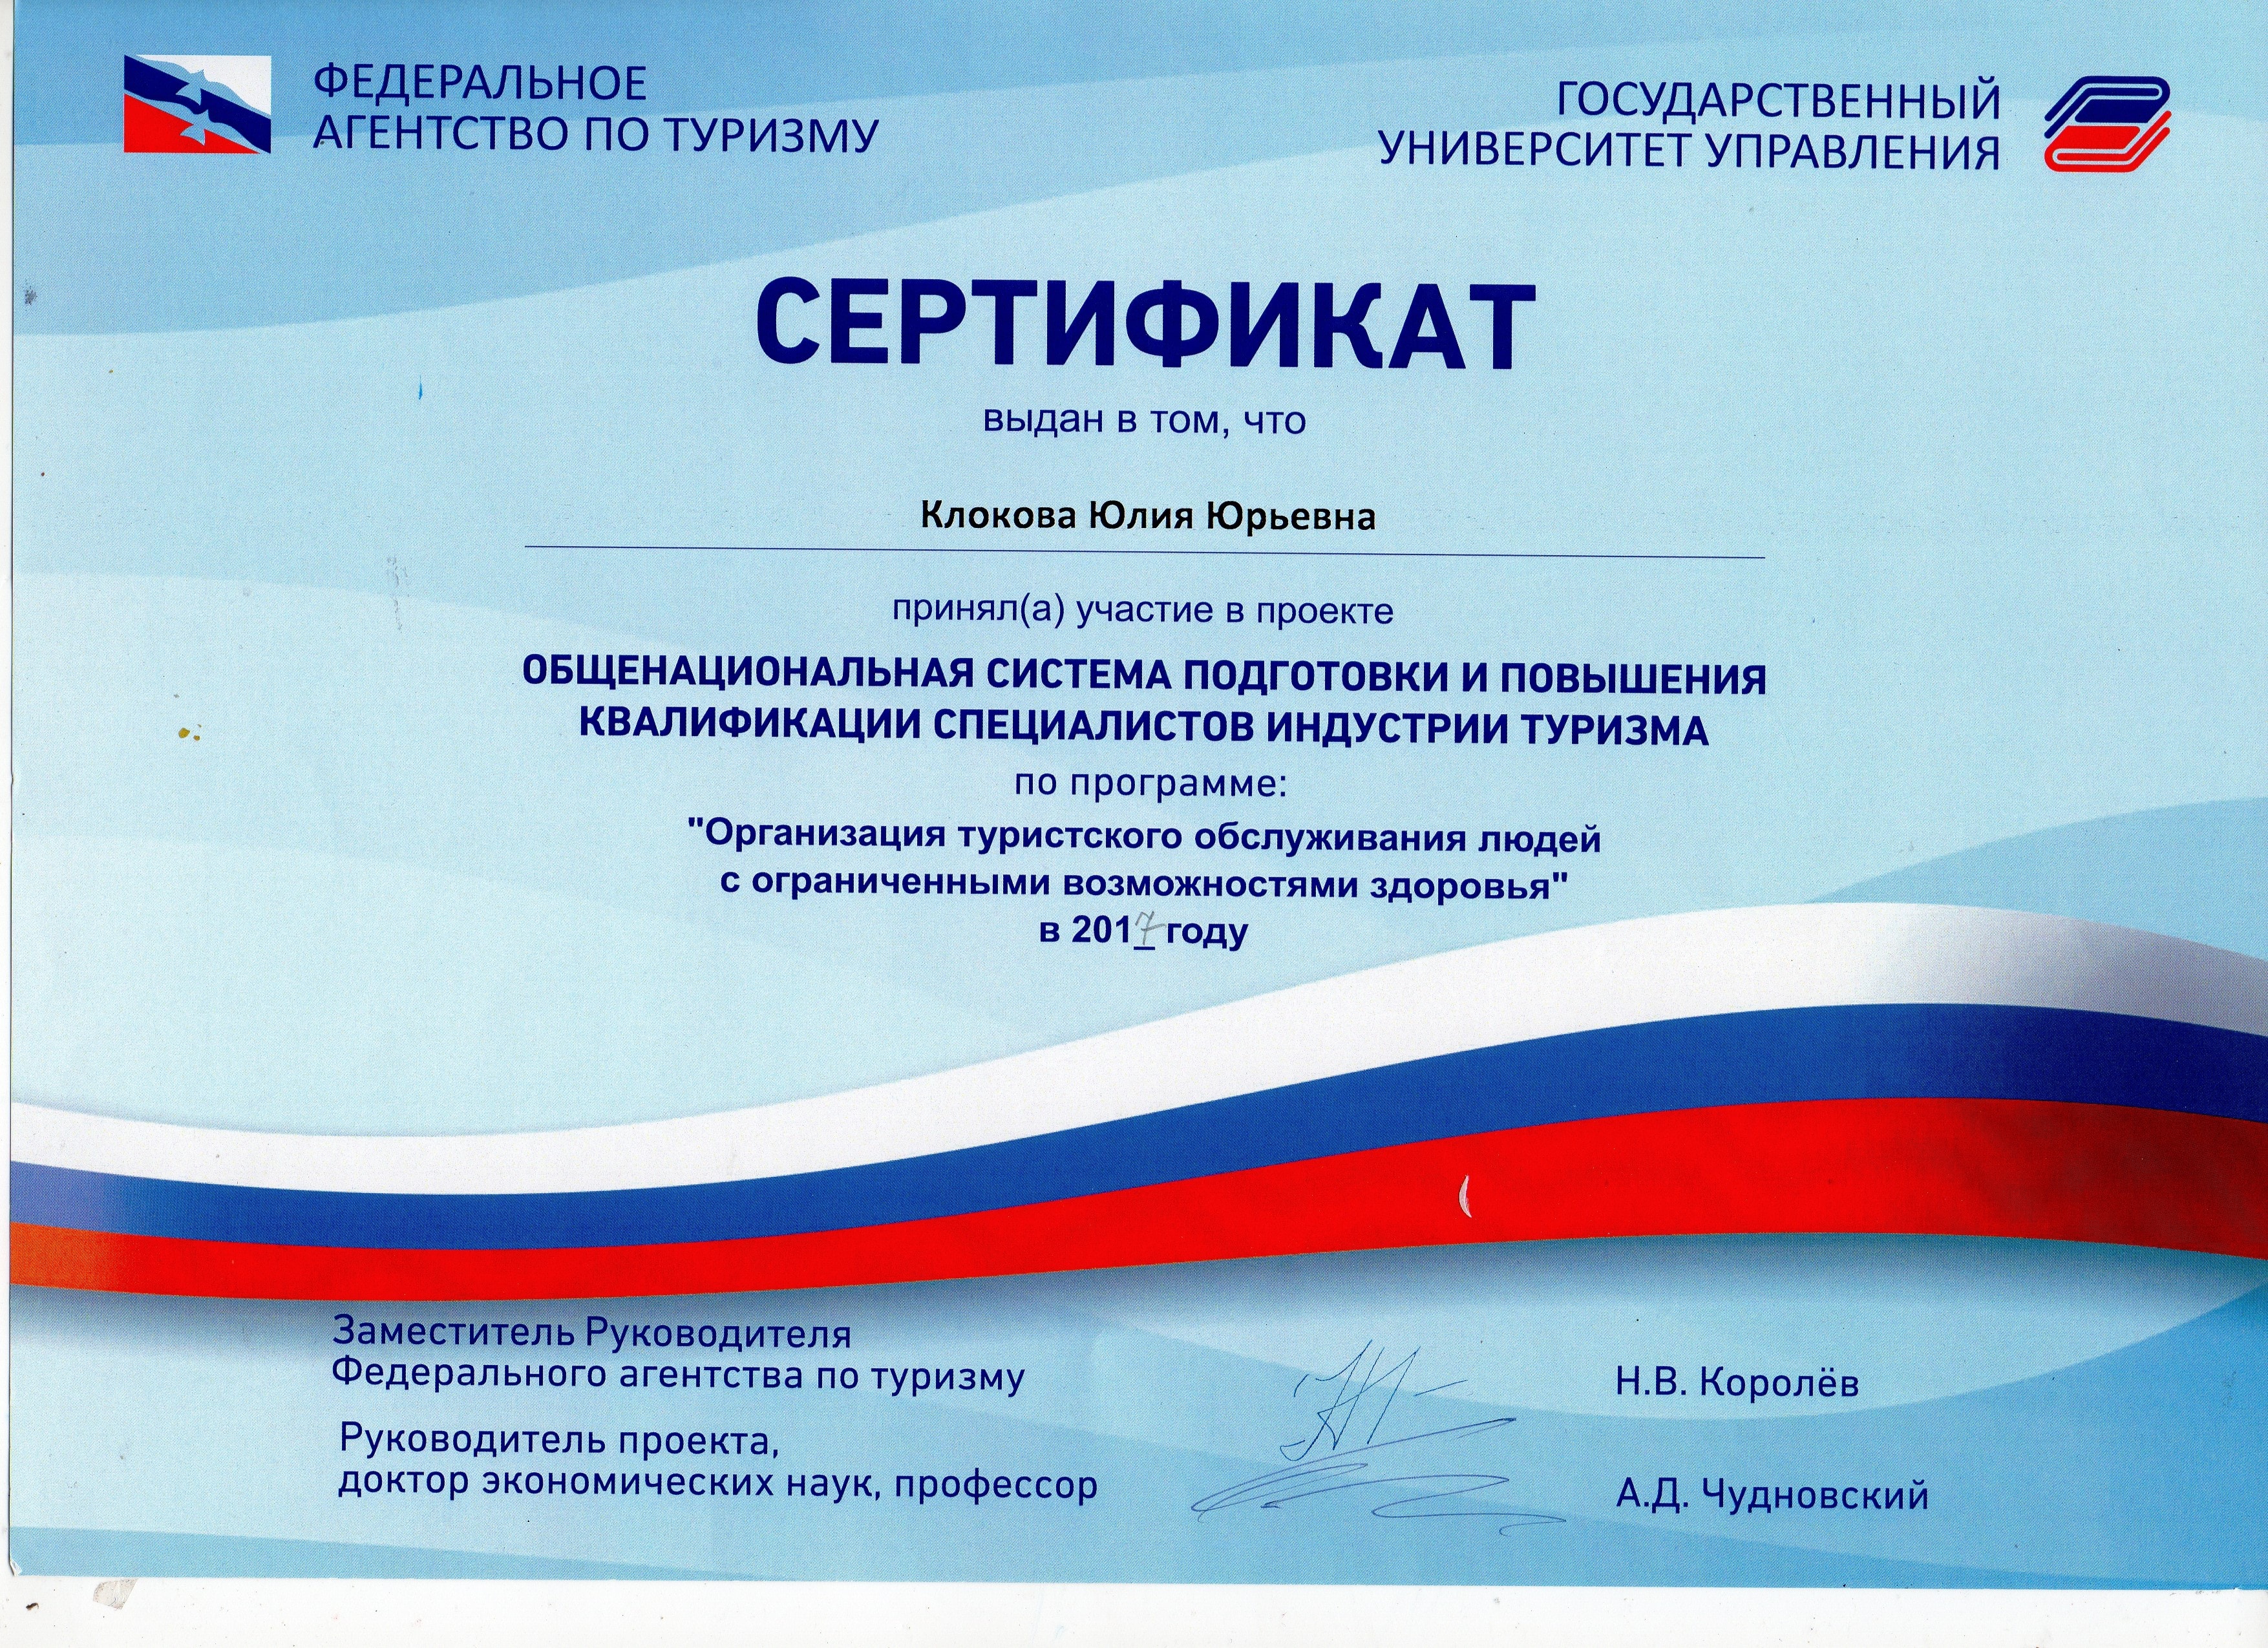 ФЕДЕРАЛЬНОЕ
АГЕНТСТВО ПО ТУРИЗМУ
ГОСУДАРСТВЕННЫЙ
УНИВЕРСИТЕТ УПРАВЛЕНИЯ
СЕРТИФИКАТ
выдан в том, что
Клокова Юлия Юрьевна
принял(а) участие в проекте
ОБЩЕНАЦИОНАЛЬНАЯ СИСТЕМА ПОДГОТОВКИ И ПОВЫШЕНИЯ
КВАЛИФИКАЦИИ СПЕЦИАЛИСТОВ ИНДУСТРИИ ТУРИЗМА
по программе:
"Организация туристского обслуживания людей
с ограниченными возможностями здоровья"
в 2017 году
Заместитель Руководителя
Федерального агентства по туризму
Н.В. Королёв
Руководитель проекта,
доктор экономических наук, профессор
А.Д. Чудновский